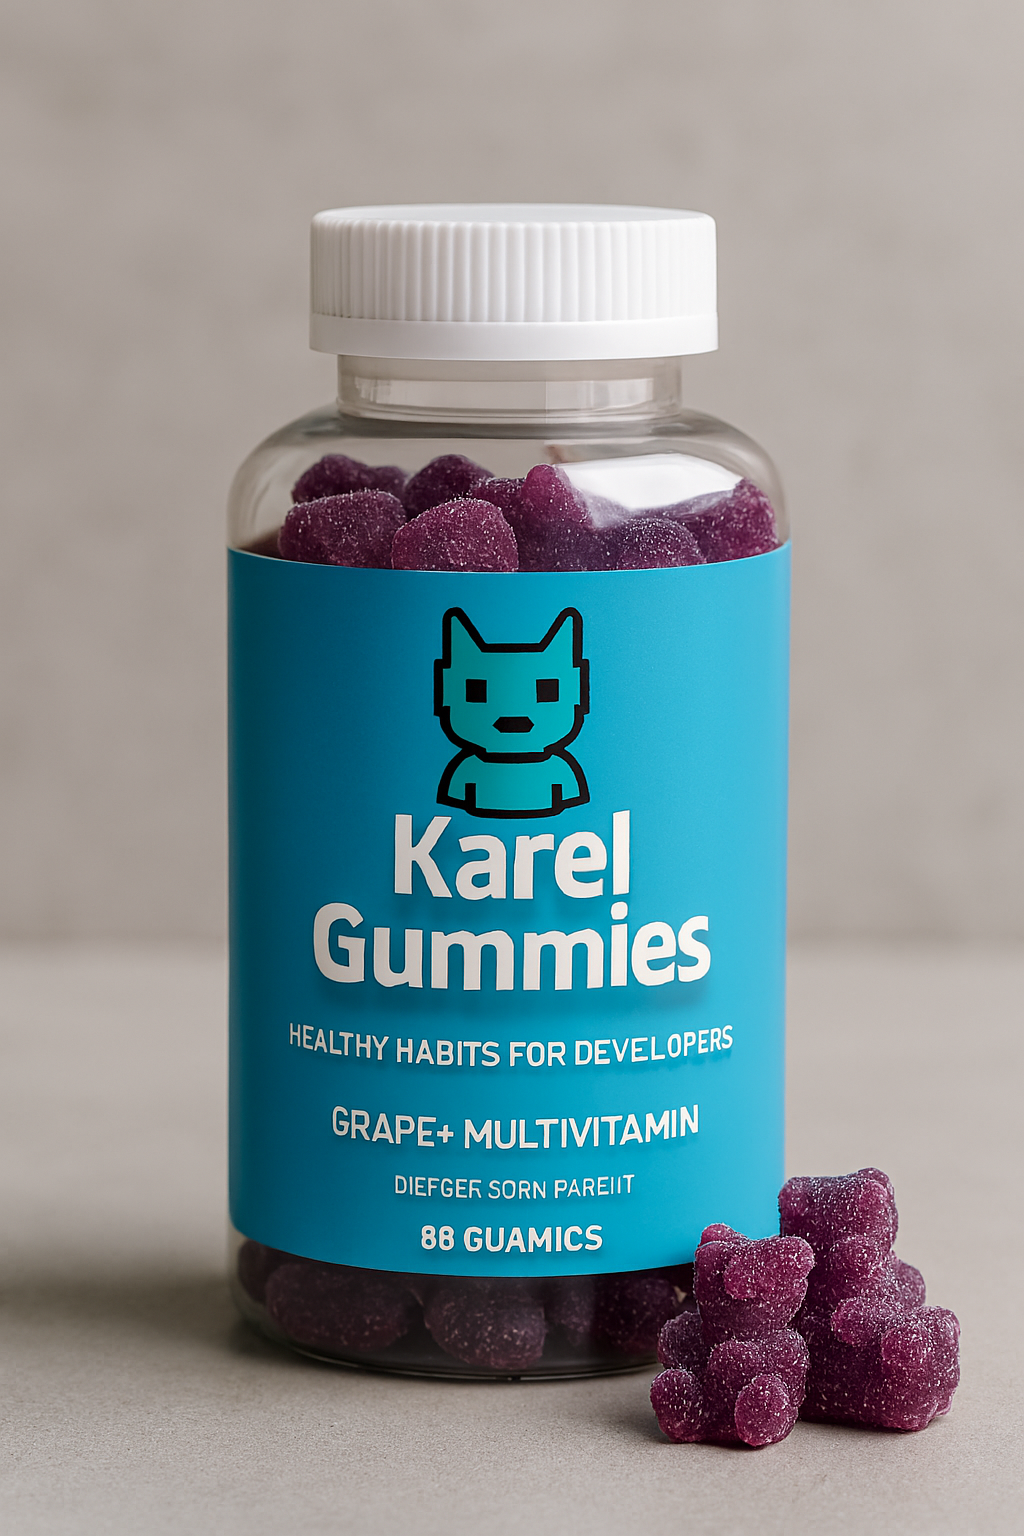 Karel
Gummies
HEALTHY HABITS FOR DEVELOPERS
GRAPE+ MULTIVITAMIN
DIEFGER SORN PAREIIT
88 GUAMICS